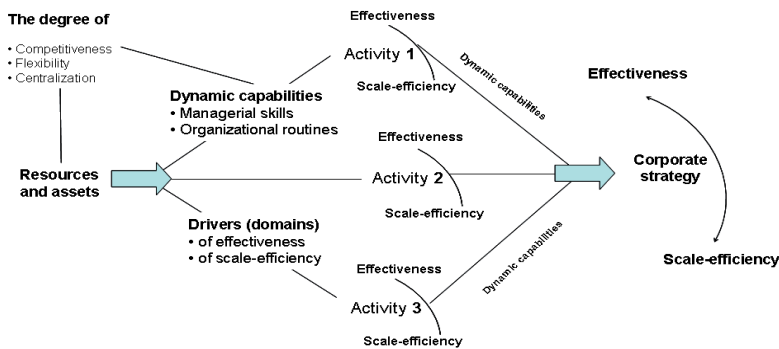 The degree of
• Competitiveness
• Flexibility
• Centralization
Resources
and assets
Dynamic capabilities
• Managerial skills
• Organizational routines
Drivers (domains)
• of effectiveness
• of scale-efficiency
Effectiveness
Activity 1
Scale-efficiency
Effectiveness
Activity 2
Scale-efficiency
Effectiveness
Activity 3
Scale-efficiency
Dynamic capabilities
Dynamic capabilities
Effectiveness
Corporate
strategy
Scale-efficiency